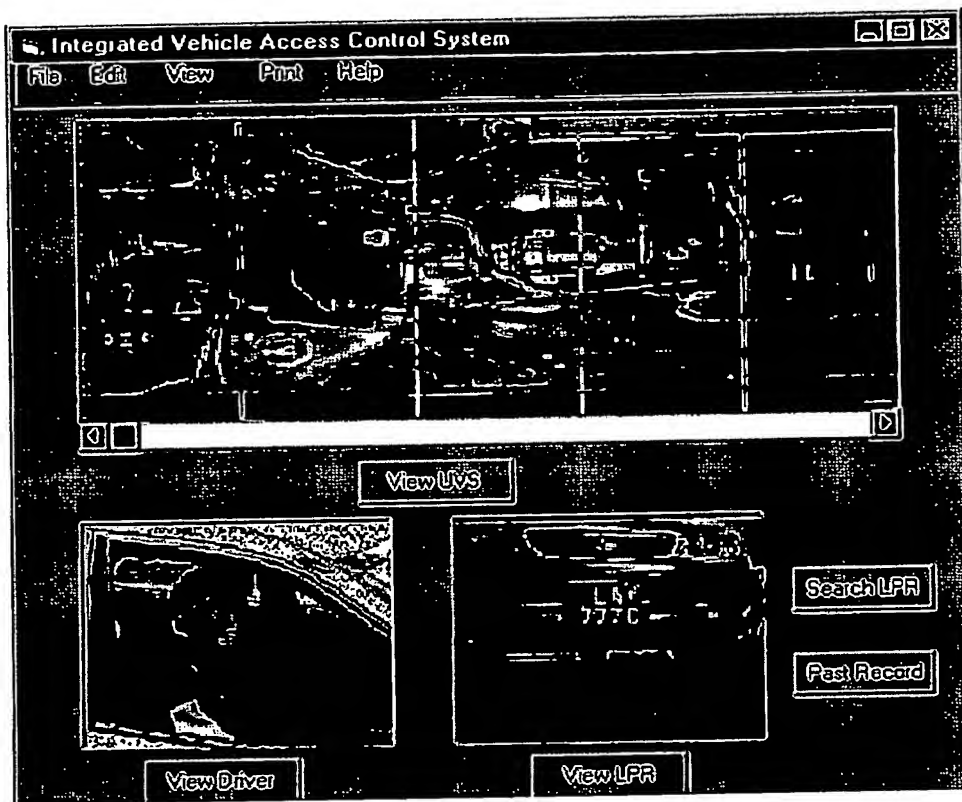 Integrated Vehicle Access Control System
File Edit View Print Help
View UVS
Search LPR
Past Record
View Driver View LPR